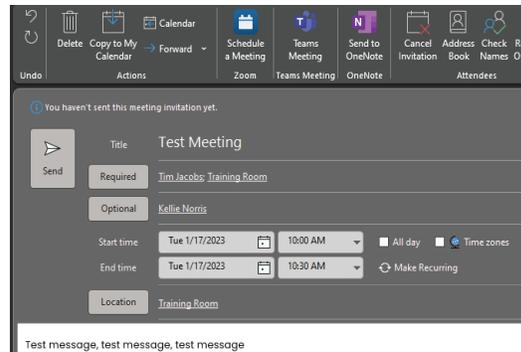 Calendar
Delete Copy to My Calendar
Forward
Schedule a Meeting
Teams Meeting
Send to OneNote
Cancel Invitation
Address Book
Check Names
Undo Actions Zoom Teams Meeting OneNote Attendees
You haven't sent this meeting invitation yet.
Title Test Meeting
Send
Required Tim Jacobs; Training Room
Optional Kellie Norris
Start time Tue 1/17/2023 10:00 AM All day Time zones
End time Tue 1/17/2023 10:30 AM Make Recurring
Location Training Room
Test message, test message, test message